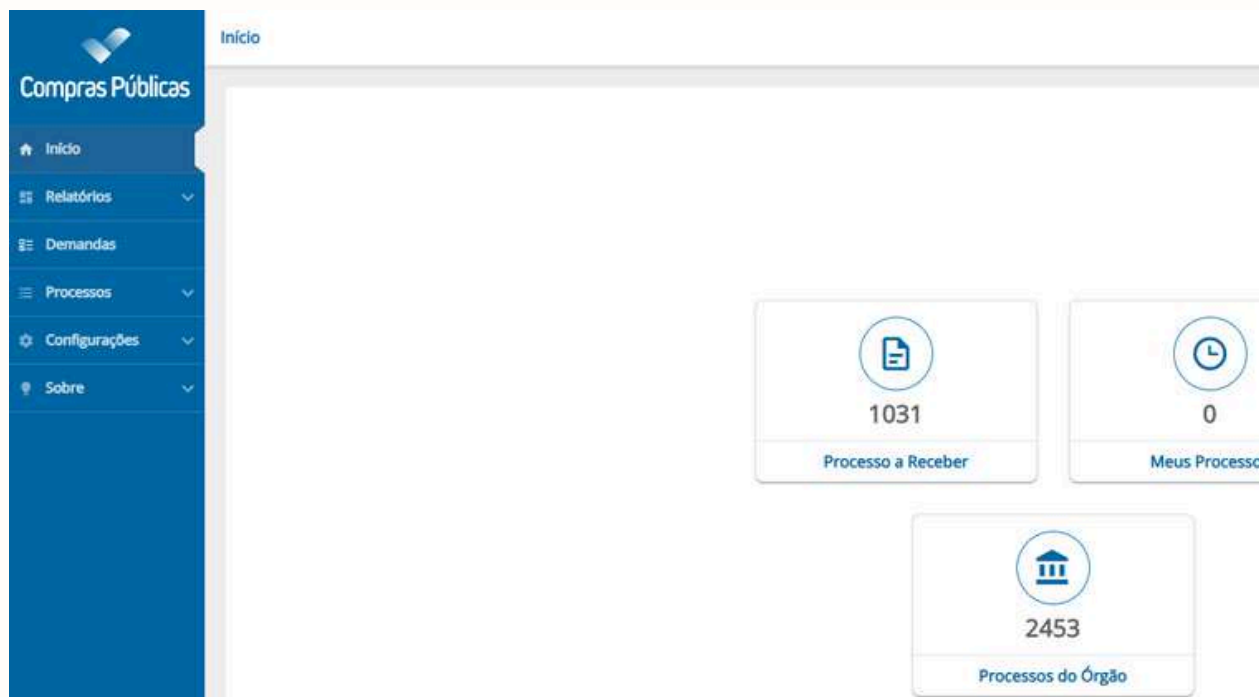 Compras Públicas
Início
Início
Relatórios
Demandas
Processos
Configurações
Sobre
1031
Processo a Receber
0
Meus Processo
2453
Processos do Órgão